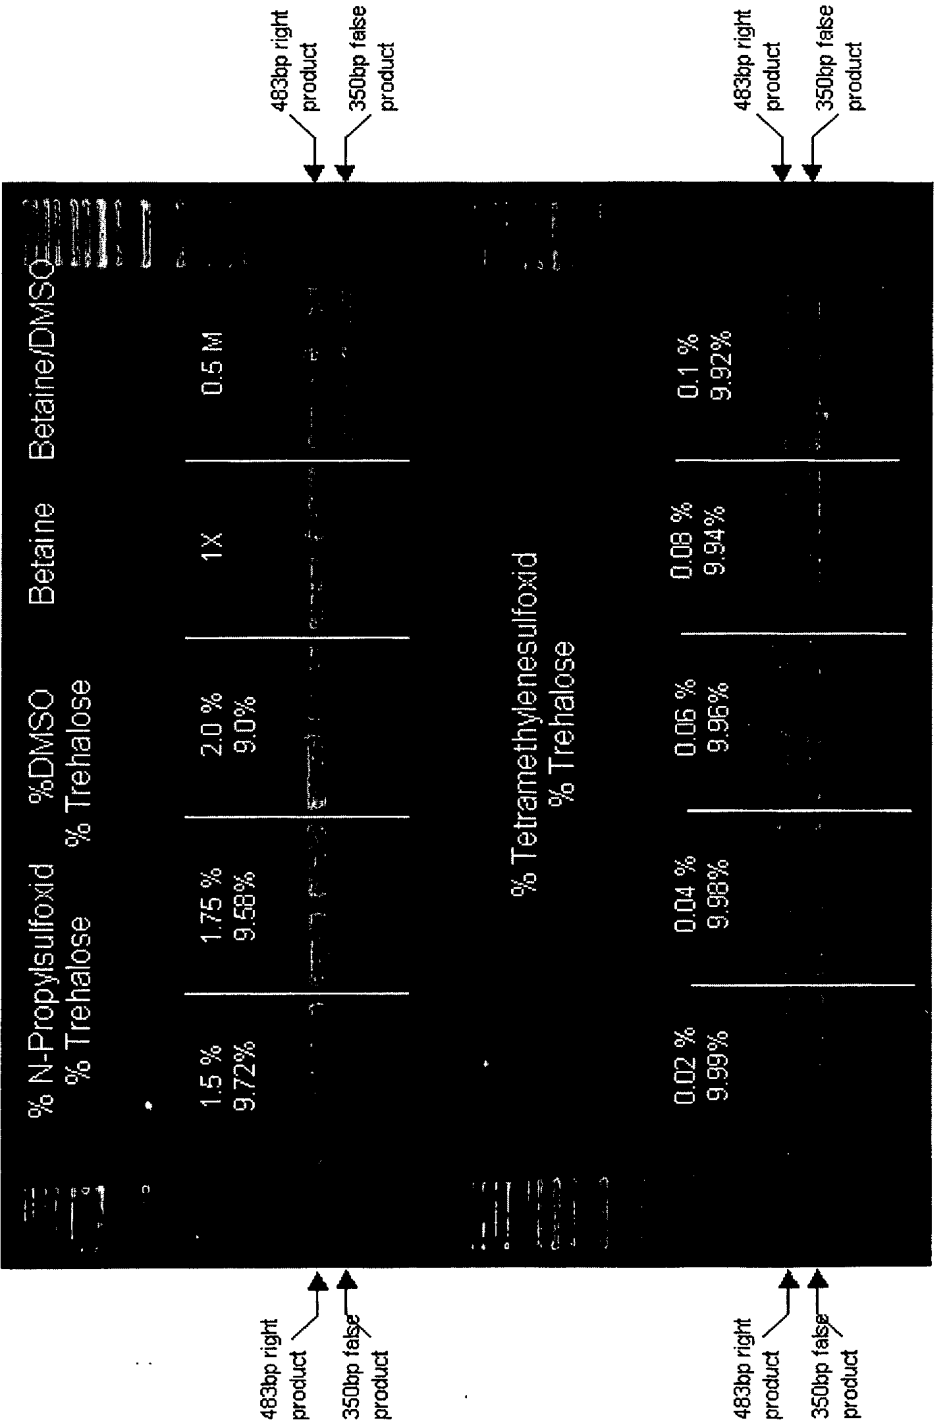 % N-Propylsulfoxid
% Trehalose
%DMSO
% Trehalose
Betaine
Betaine/DMSO
1.5 %
9.72%
1.75 %
9.58%
2.0 %
9.0%
1X
0.5 M
483bp right
product
350bp false
product
483bp right
product
350bp false
product
% Tetramethylenesulfoxid
% Trehalose
0.02 %
9.99%
0.04 %
9.98%
0.06 %
9.96%
0.08 %
9.94%
0.1 %
9.92%
483bp right
product
350bp false
product
483bp right
product
350bp false
product